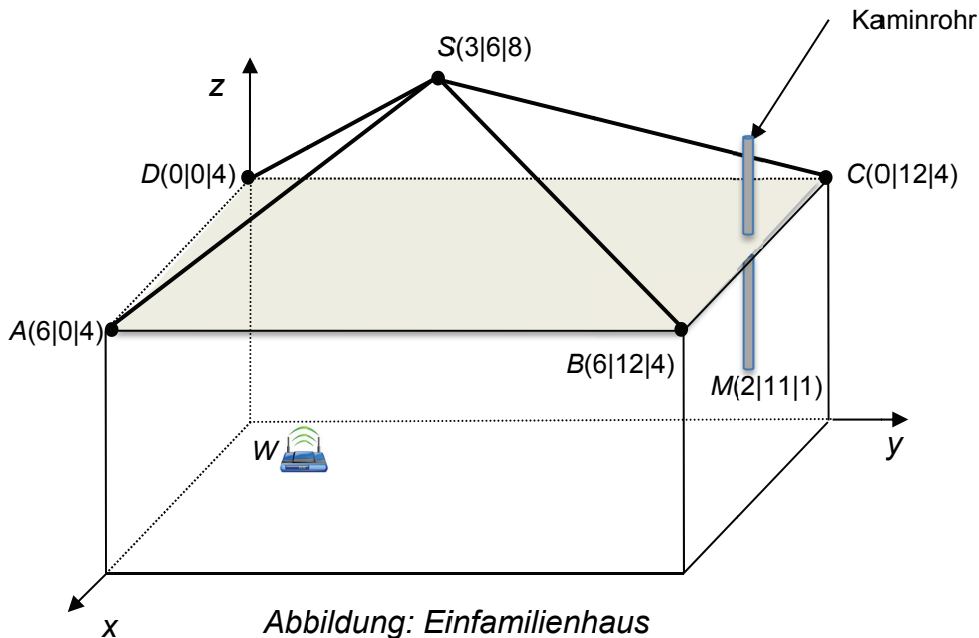 Kaminrohr
S(3|6|8)
z
D(0|0|4)
C(0|12|4)
A(6|0|4)
B(6|12|4)
M(2|11|1)
W
y
x
Abbildung: Einfamilienhaus